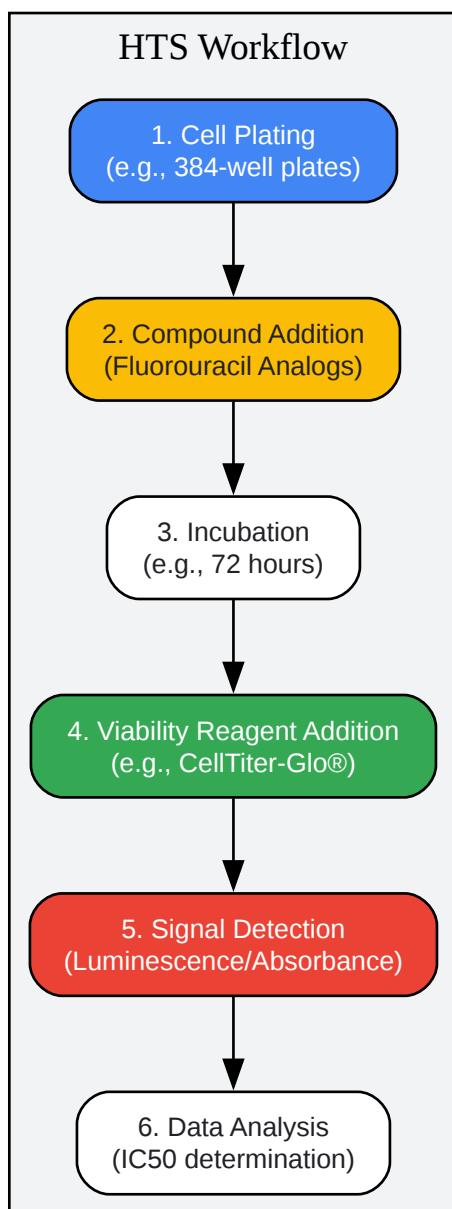 HTS Workflow
1. Cell Plating
(e.g., 384-well plates)
2. Compound Addition
(Fluorouracil Analogs)
3. Incubation
(e.g., 72 hours)
4. Viability Reagent Addition
(e.g., CellTiter-Glo®)
5. Signal Detection
(Luminescence/Absorbance)
6. Data Analysis
(IC50 determination)